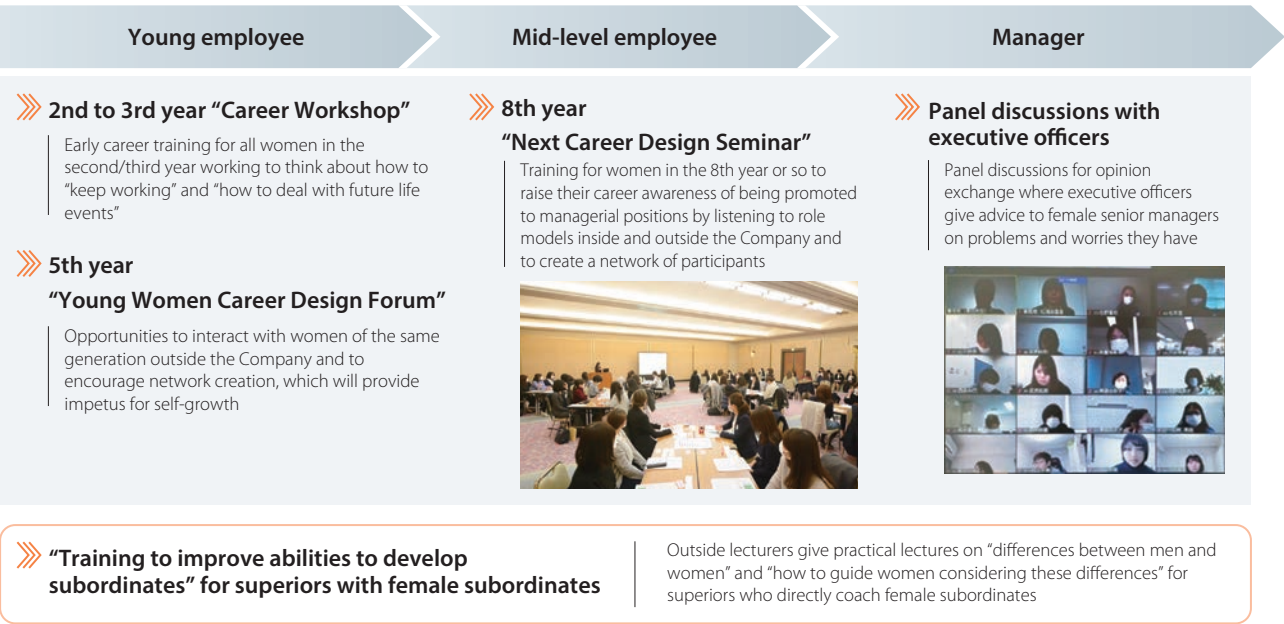 Young employee
Mid-level employee
Manager
2nd to 3rd year “Career Workshop”
Early career training for all women in the
second/third year working to think about how to
“keep working” and “how to deal with future life
events”
5th year
“Young Women Career Design Forum”
Opportunities to interact with women of the same
generation outside the Company and to
encourage network creation, which will provide
impetus for self-growth
8th year
“Next Career Design Seminar”
Training for women in the 8th year or so to
raise their career awareness of being promoted
to managerial positions by listening to role
models inside and outside the Company and
to create a network of participants
Panel discussions with
executive officers
Panel discussions for opinion
exchange where executive officers
give advice to female senior managers
on problems and worries they have
“Training to improve abilities to develop
subordinates” for superiors with female subordinates
Outside lecturers give practical lectures on “differences between men and
women” and “how to guide women considering these differences” for
superiors who directly coach female subordinates